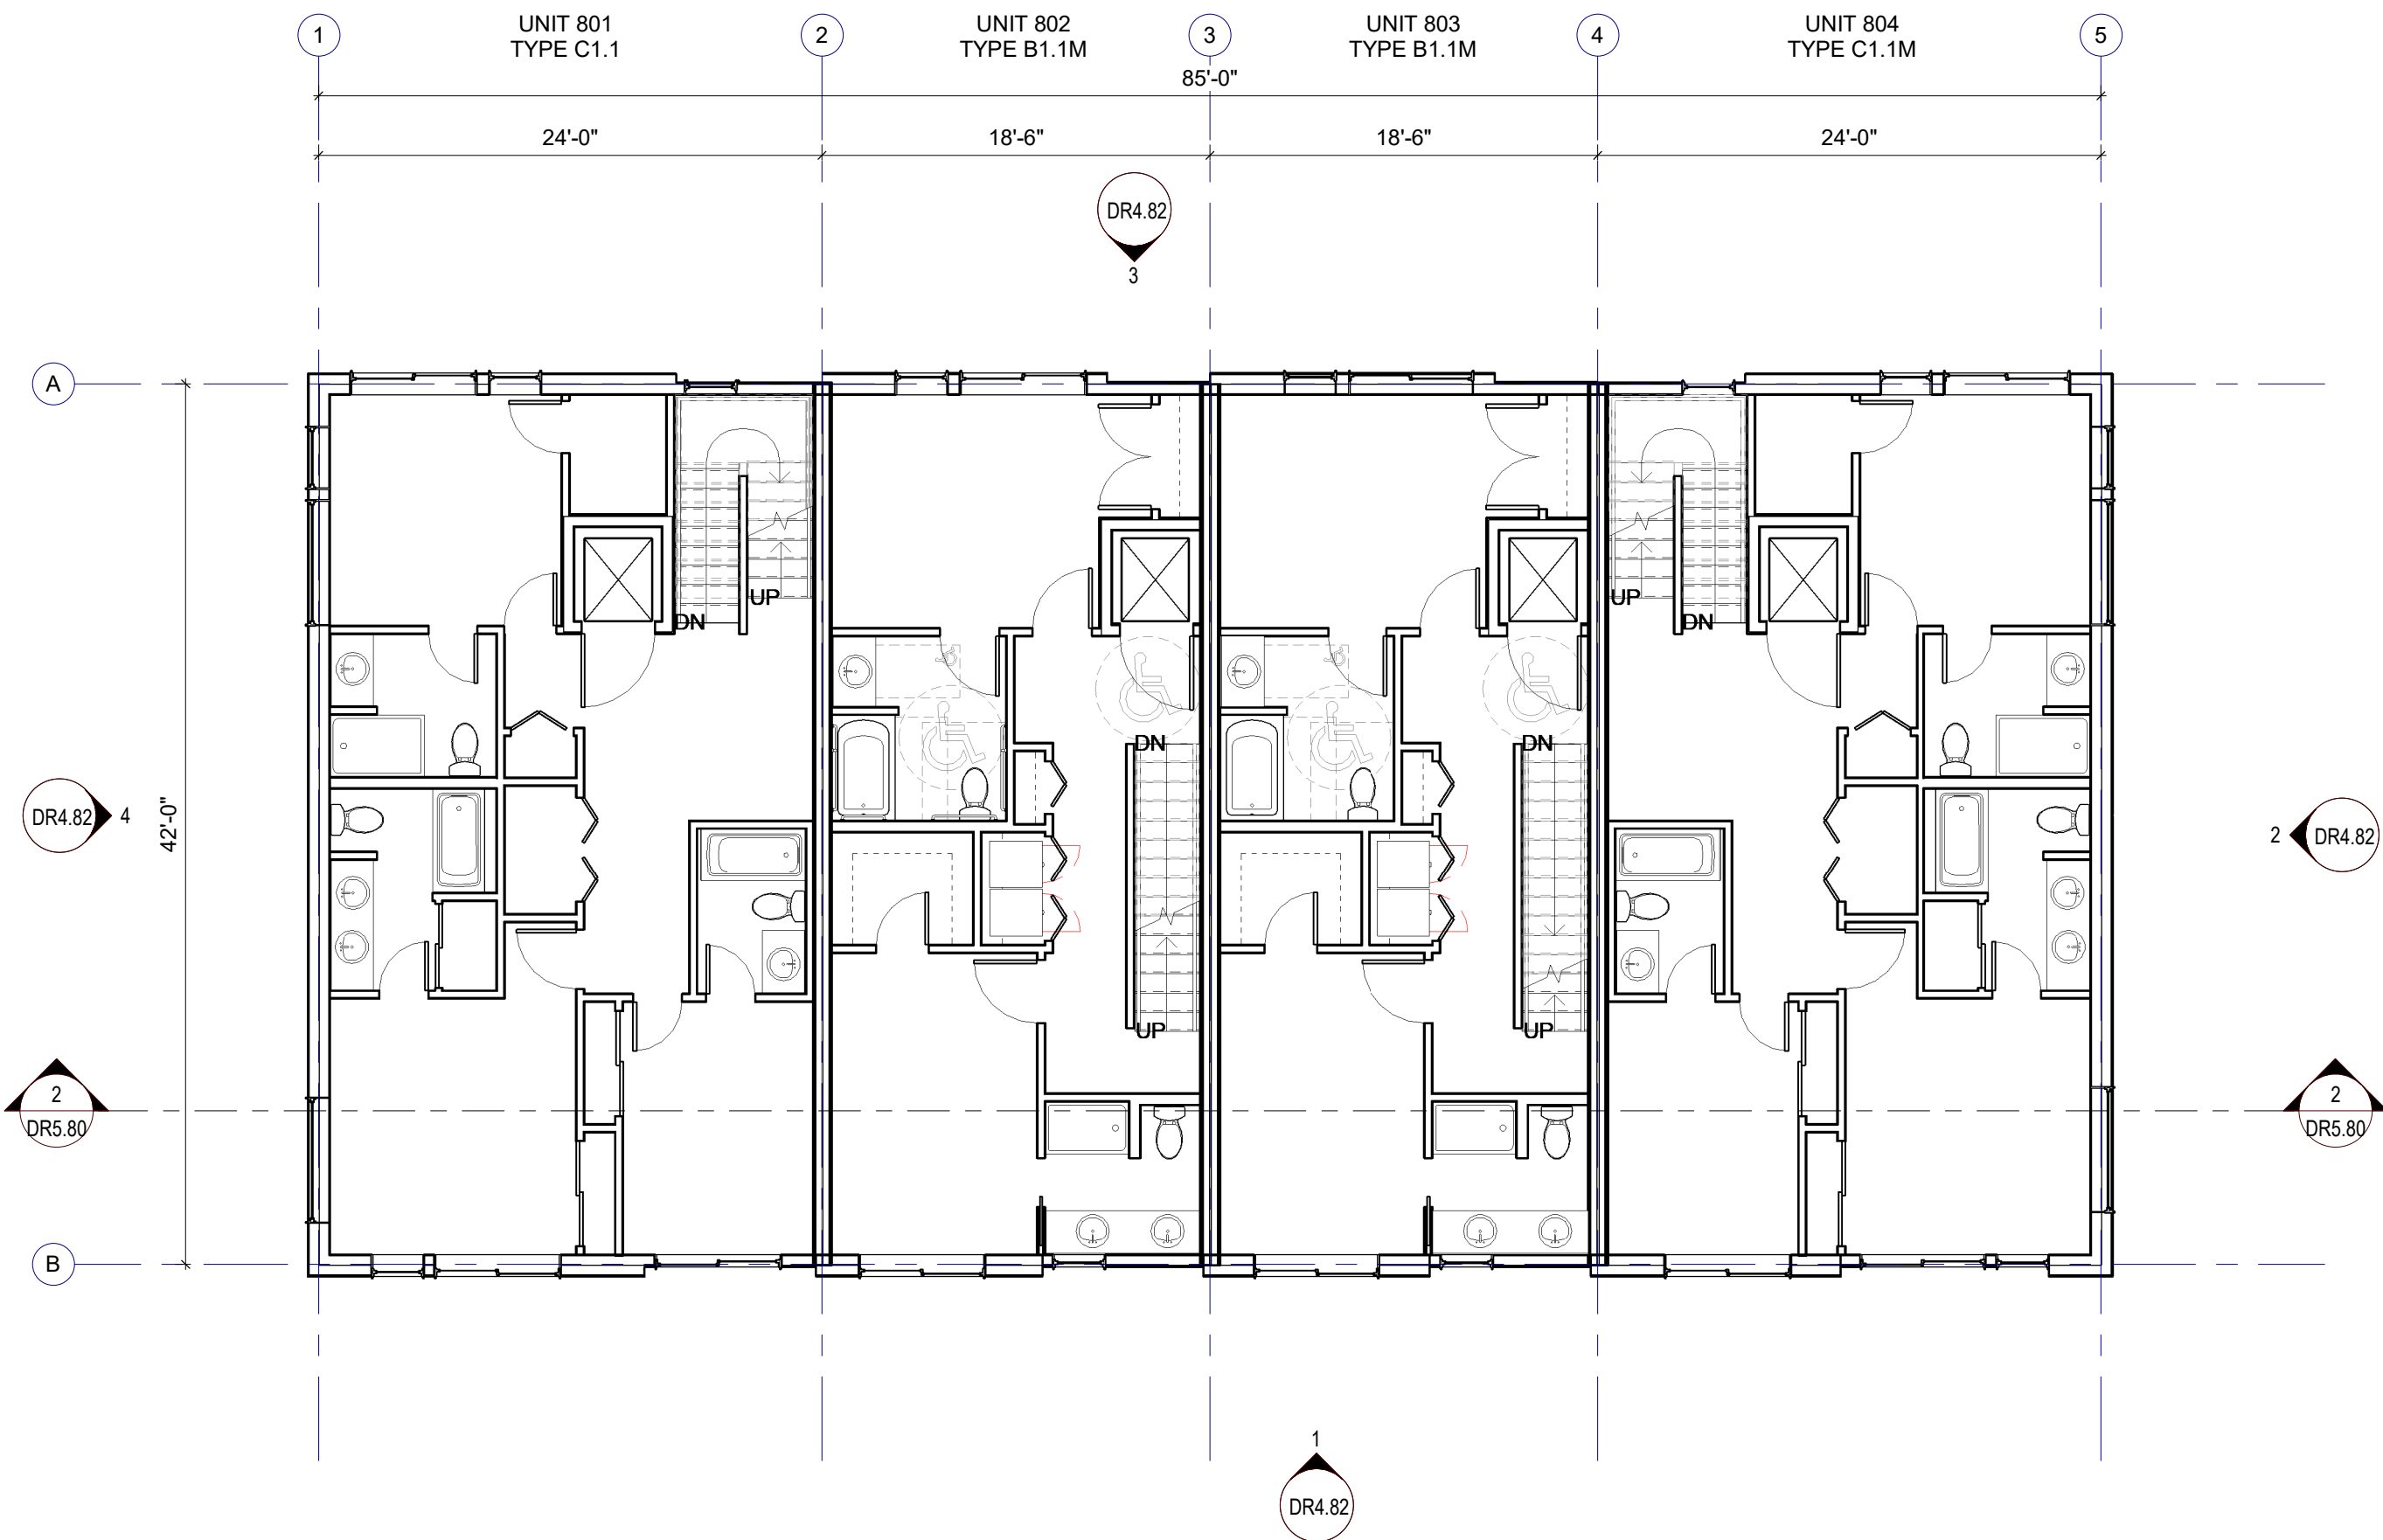 1
UNIT 801
TYPE C1.1
2
UNIT 802
TYPE B1.1M
3
UNIT 803
TYPE B1.1M
4
UNIT 804
TYPE C1.1M
5
85'-0"
24'-0"
18'-6"
18'-6"
24'-0"
DR4.82
3
A
UP
DN
UP
DN
DN
DN
DR4.82
4
42'-0"
2
DR4.82
UP
UP
2
DR5.80
2
DR5.80
B
1
DR4.82